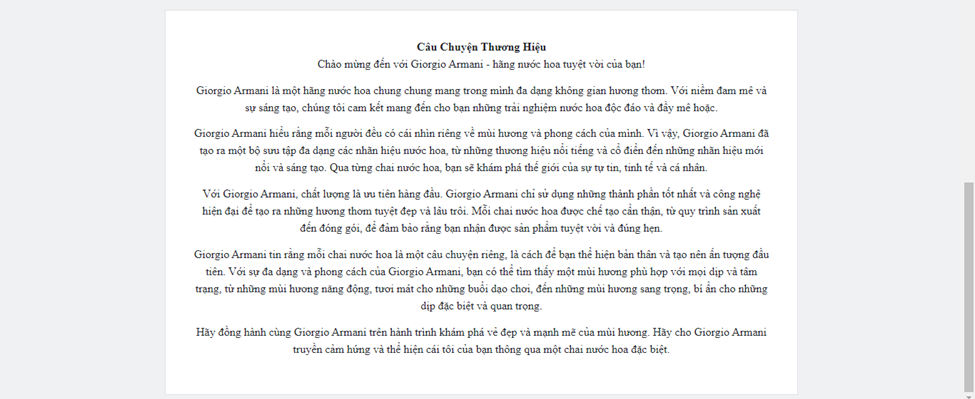 Câu Chuyện Thương Hiệu
Chào mừng đến với Giorgio Armani - hãng nước hoa tuyệt vời của bạn!
Giorgio Armani là một hãng nước hoa chung chung mang trong mình đa dạng không gian hương thơm. Với niềm đam mê và
sự sáng tạo, chúng tôi cam kết mang đến cho bạn những trải nghiệm nước hoa độc đáo và đầy mê hoặc.
Giorgio Armani hiểu rằng mỗi người đều có cái nhìn riêng về mùi hương và phong cách của mình. Vì vậy, Giorgio Armani đã
tạo ra một bộ sưu tập đa dạng các nhãn hiệu nước hoa, từ những thương hiệu nổi tiếng và cổ điển đến những nhãn hiệu mới
nổi và sáng tạo. Qua từng chai nước hoa, bạn sẽ khám phá thế giới của sự tự tin, tinh tế và cá nhân.
Với Giorgio Armani, chất lượng là ưu tiên hàng đầu. Giorgio Armani chỉ sử dụng những thành phần tốt nhất và công nghệ
hiện đại để tạo ra những hương thơm tuyệt đẹp và lâu trôi. Mỗi chai nước hoa được chế tạo cẩn thận, từ quy trình sản xuất
đến đóng gói, để đảm bảo rằng bạn nhận được sản phẩm tuyệt vời và đúng hẹn.
Giorgio Armani tin rằng mỗi chai nước hoa là một câu chuyện riêng, là cách để bạn thể hiện bản thân và tạo nên ấn tượng đầu
tiên. Với sự đa dạng và phong cách của Giorgio Armani, bạn có thể tìm thấy một mùi hương phù hợp với mọi dịp và tâm
trạng, từ những mùi hương năng động, tươi mát cho những buổi dạo chơi, đến những mùi hương sang trọng, bí ẩn cho những
dịp đặc biệt và quan trọng.
Hãy đồng hành cùng Giorgio Armani trên hành trình khám phá vẻ đẹp và mạnh mẽ của mùi hương. Hãy cho Giorgio Armani
truyền cảm hứng và thể hiện cái tôi của bạn thông qua một chai nước hoa đặc biệt.